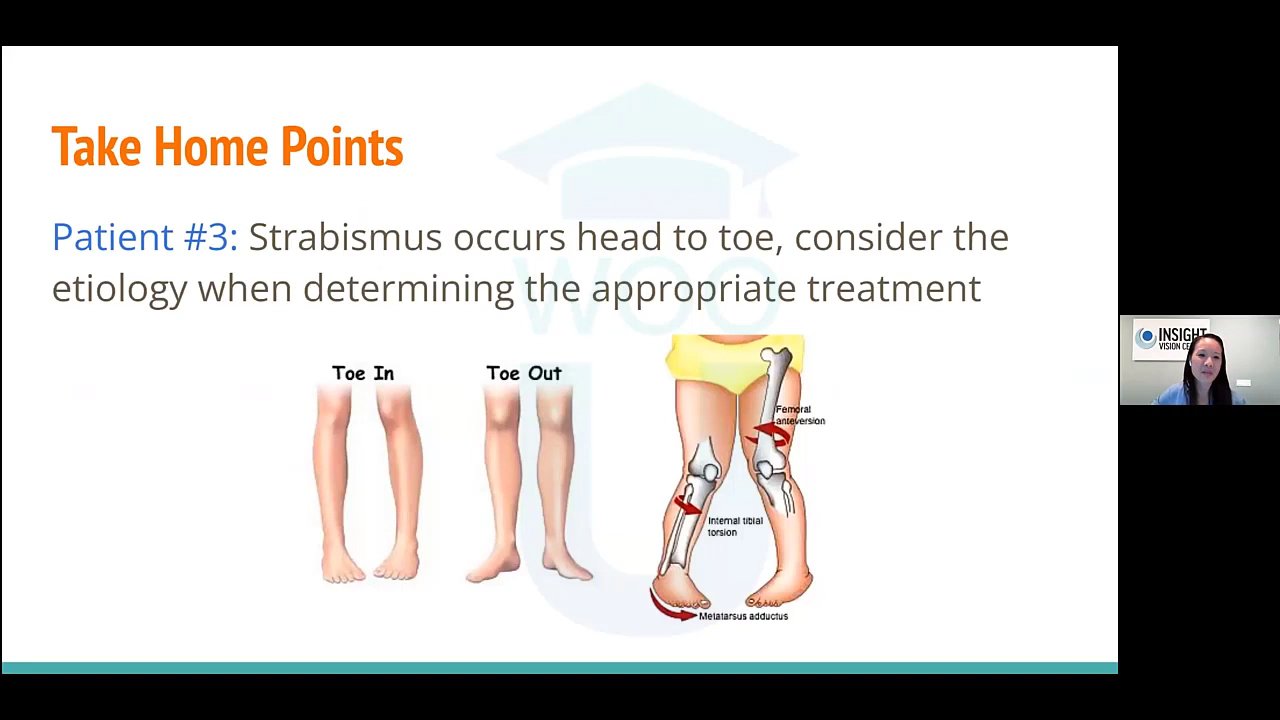 Take Home Points
Patient #3: Strabismus occurs head to toe, consider the
etiology when determining the appropriate treatment
WOO
U
Toe In
Toe Out
Femoral
anteversion
Internal tibial
torsion
Metatarsus adductus
INSIGHT
VISION CE